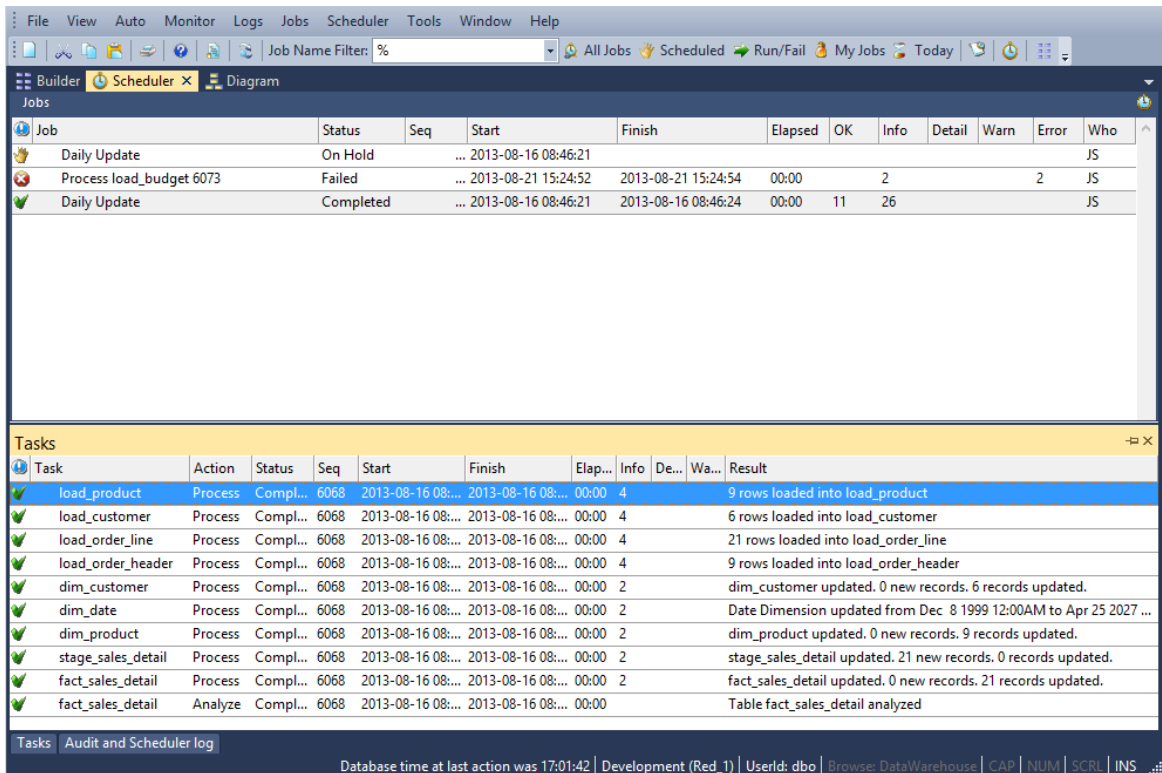 File View Auto Monitor Logs Jobs Scheduler Tools Window Help
Job Name Filter: % All Jobs Scheduled Run/Fail My Jobs Today
Builder Scheduler Diagram
Jobs
Job Status Seq Start Finish Elapsed OK Info Detail Warn Error Who
Daily Update On Hold ... 2013-08-16 08:46:21 JS
Process load_budget 6073 Failed ... 2013-08-21 15:24:52 2013-08-21 15:24:54 00:00 2 2 JS
Daily Update Completed ... 2013-08-16 08:46:21 2013-08-16 08:46:24 00:00 11 26 JS
Tasks
Task Action Status Seq Start Finish Elap... Info De... Wa... Result
load_product Process Compl... 6068 2013-08-16 08:... 2013-08-16 08:... 00:00 4 9 rows loaded into load_product
load_customer Process Compl... 6068 2013-08-16 08:... 2013-08-16 08:... 00:00 4 6 rows loaded into load_customer
load_order_line Process Compl... 6068 2013-08-16 08:... 2013-08-16 08:... 00:00 4 21 rows loaded into load_order_line
load_order_header Process Compl... 6068 2013-08-16 08:... 2013-08-16 08:... 00:00 4 9 rows loaded into load_order_header
dim_customer Process Compl... 6068 2013-08-16 08:... 2013-08-16 08:... 00:00 2 dim_customer updated. 0 new records. 6 records updated.
dim_date Process Compl... 6068 2013-08-16 08:... 2013-08-16 08:... 00:00 2 Date Dimension updated from Dec 8 1999 12:00AM to Apr 25 2027 ...
dim_product Process Compl... 6068 2013-08-16 08:... 2013-08-16 08:... 00:00 2 dim_product updated. 0 new records. 9 records updated.
stage_sales_detail Process Compl... 6068 2013-08-16 08:... 2013-08-16 08:... 00:00 2 stage_sales_detail updated. 21 new records. 0 records updated.
fact_sales_detail Process Compl... 6068 2013-08-16 08:... 2013-08-16 08:... 00:00 2 fact_sales_detail updated. 0 new records. 21 records updated.
fact_sales_detail Analyze Compl... 6068 2013-08-16 08:... 2013-08-16 08:... 00:00 Table fact_sales_detail analyzed
Tasks Audit and Scheduler log
Database time at last action was 17:01:42 Development (Red_1) UserId: dbo Browse: DataWarehouse CAP NUM SCRL INS